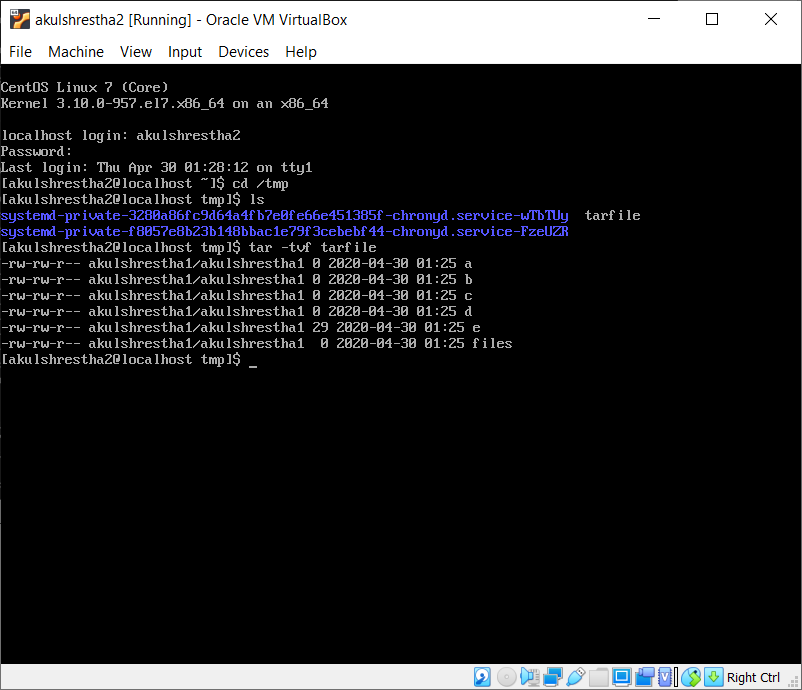 akulshrestha2 [Running] - Oracle VM VirtualBox
File Machine View Input Devices Help
CentOS Linux 7 (Core)
Kernel 3.10.0-957.el7.x86_64 on an x86_64
localhost login: akulshrestha2
Password:
Last login: Thu Apr 30 01:28:12 on tty1
[akulshrestha2@localhost ~]$ cd /tmp
[akulshrestha2@localhost tmp]$ ls
systemd-private-3280a86fc9d64a4fb7e0fe66e451385f-chronyd.service-wTbTUy  tarfile
systemd-private-f8057e8b23b148bbac1e79f3cebebf44-chronyd.service-FzeUZR
[akulshrestha2@localhost tmp]$ tar -tvf tarfile
-rw-rw-r-- akulshrestha1/akulshrestha1 0 2020-04-30 01:25 a
-rw-rw-r-- akulshrestha1/akulshrestha1 0 2020-04-30 01:25 b
-rw-rw-r-- akulshrestha1/akulshrestha1 0 2020-04-30 01:25 c
-rw-rw-r-- akulshrestha1/akulshrestha1 0 2020-04-30 01:25 d
-rw-rw-r-- akulshrestha1/akulshrestha1 29 2020-04-30 01:25 e
-rw-rw-r-- akulshrestha1/akulshrestha1  0 2020-04-30 01:25 files
[akulshrestha2@localhost tmp]$ _
Right Ctrl